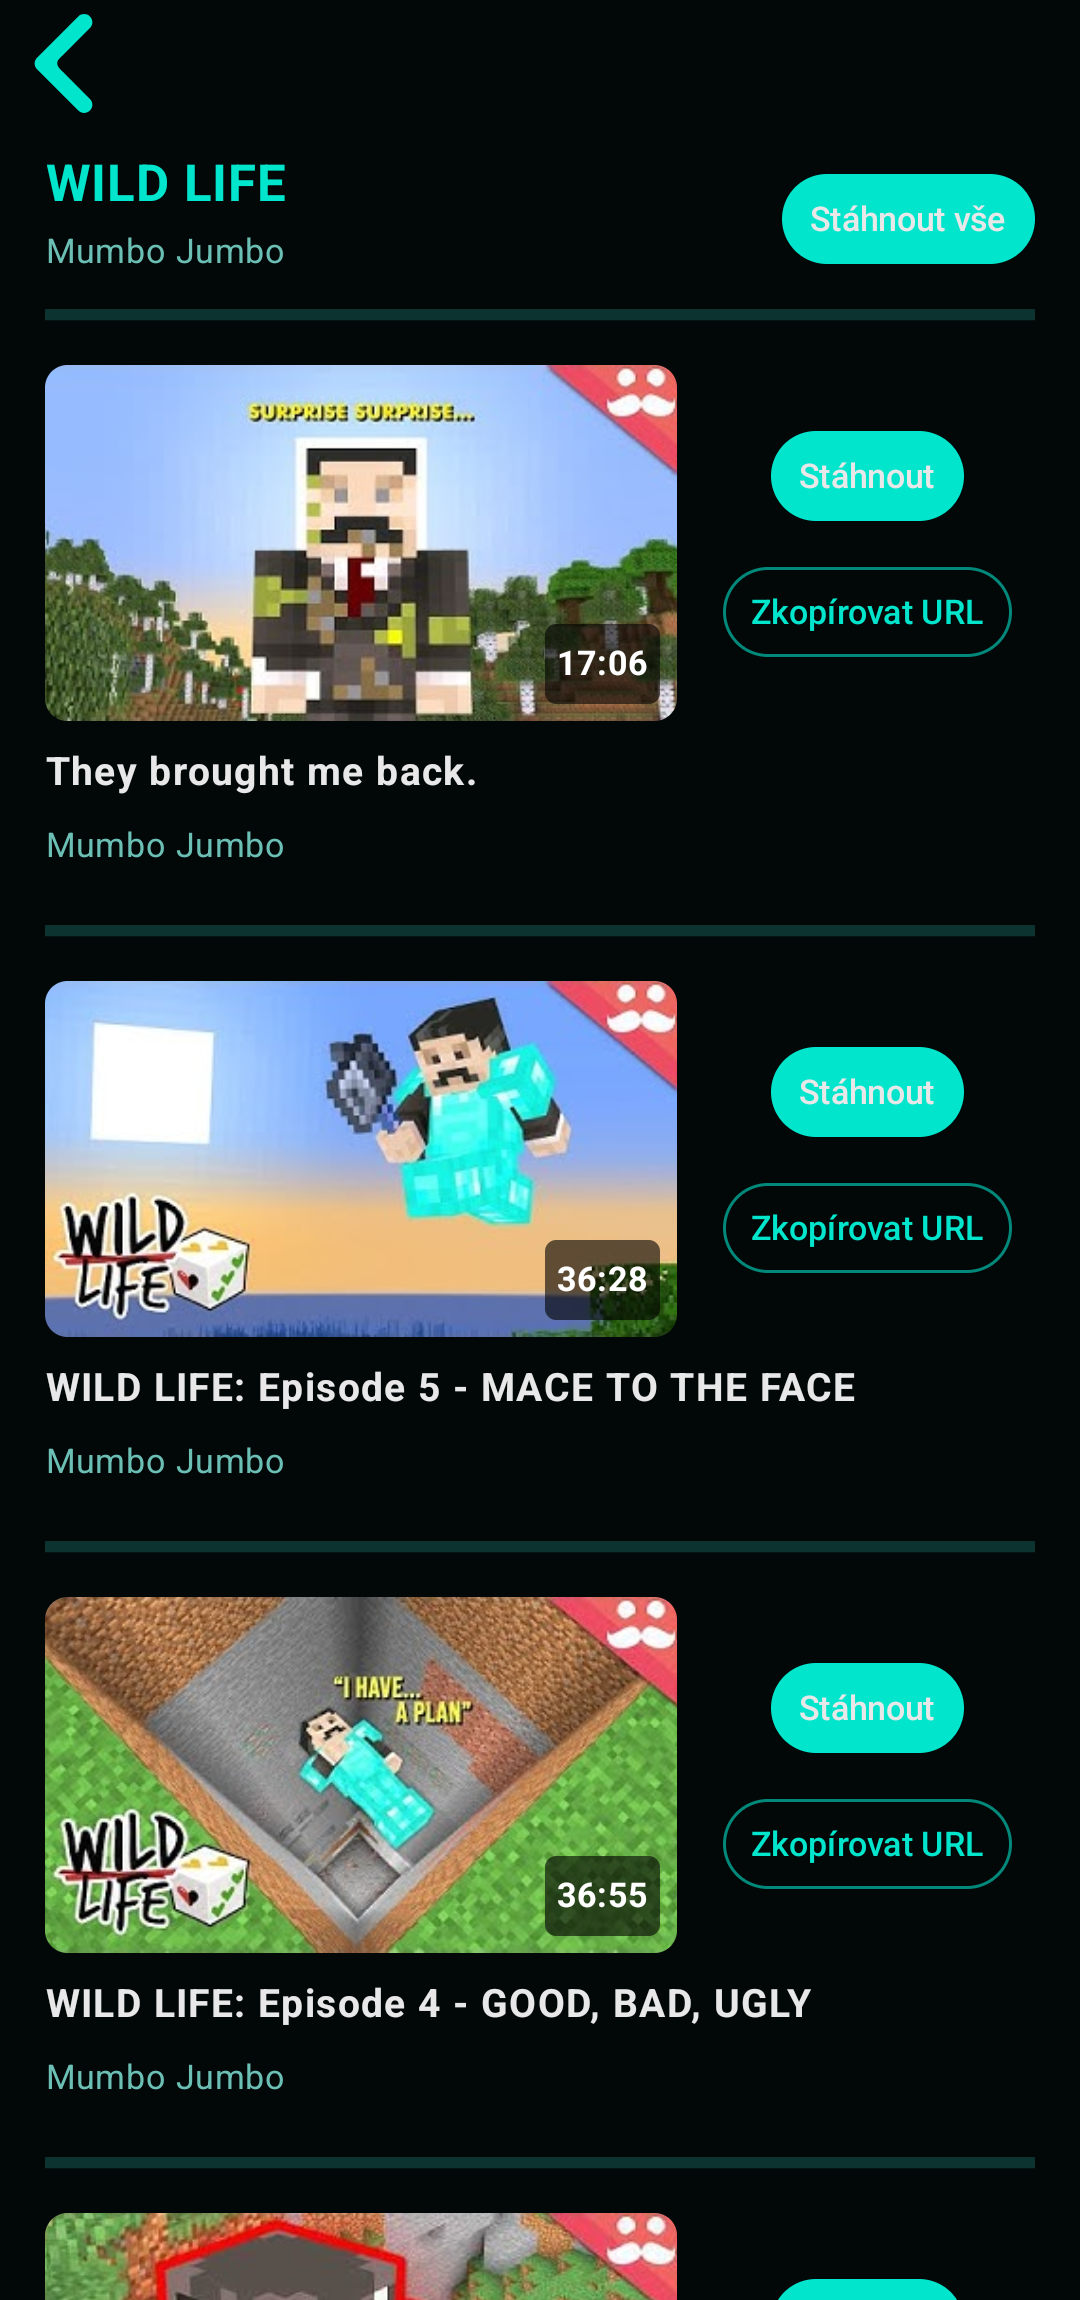 WILD LIFE
Mumbo Jumbo
Stáhnout vše
SURPRISE SURPRISE...
17:06
Stáhnout
Zkopírovat URL
They brought me back.
Mumbo Jumbo
WILD
LIFE
36:28
Stáhnout
Zkopírovat URL
WILD LIFE: Episode 5 - MACE TO THE FACE
Mumbo Jumbo
"I HAVE...
A PLAN"
WILD
LIFE
36:55
Stáhnout
Zkopírovat URL
WILD LIFE: Episode 4 - GOOD, BAD, UGLY
Mumbo Jumbo